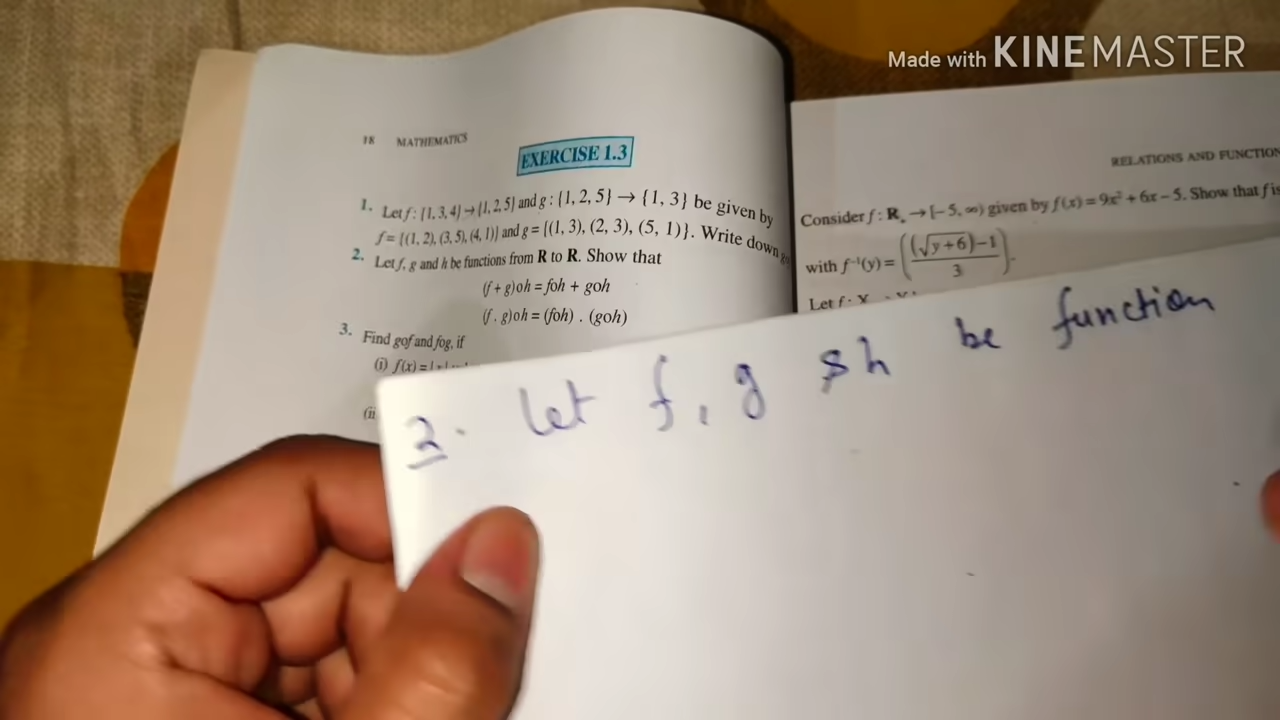 Made with KINEMASTER
18 MATHEMATICS
EXERCISE 1.3
1. Let f : {1, 3, 4} → {1, 2, 5} and g : {1, 2, 5} → {1, 3} be given by
f = {(1, 2), (3, 5), (4, 1)} and g = {(1, 3), (2, 3), (5, 1)}. Write down
2. Let f, g and h be functions from R to R. Show that
(f + g)oh = foh + goh
(f . g)oh = (foh) . (goh)
3. Find gof and fog, if
(i) f(x) =
(ii
RELATIONS AND FUNCTION
Consider f : R₊ → [– 5, ∞) given by f(x) = 9x² + 6x – 5. Show that f is
with f⁻¹(y) = ((√y+6)–1 / 3).
Let f :
2. Let f, g & h be function